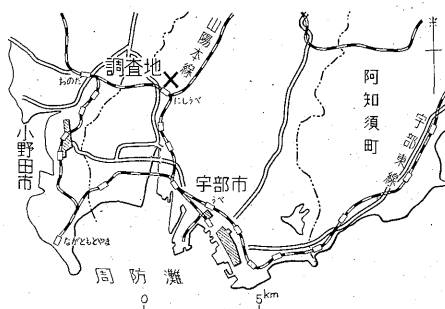 山陽本線
調査地
おのだ
にしうべ
阿知須町
宇部東線
小野田市
宇部市
うべ
ながともとやま
周防灘
0
5km